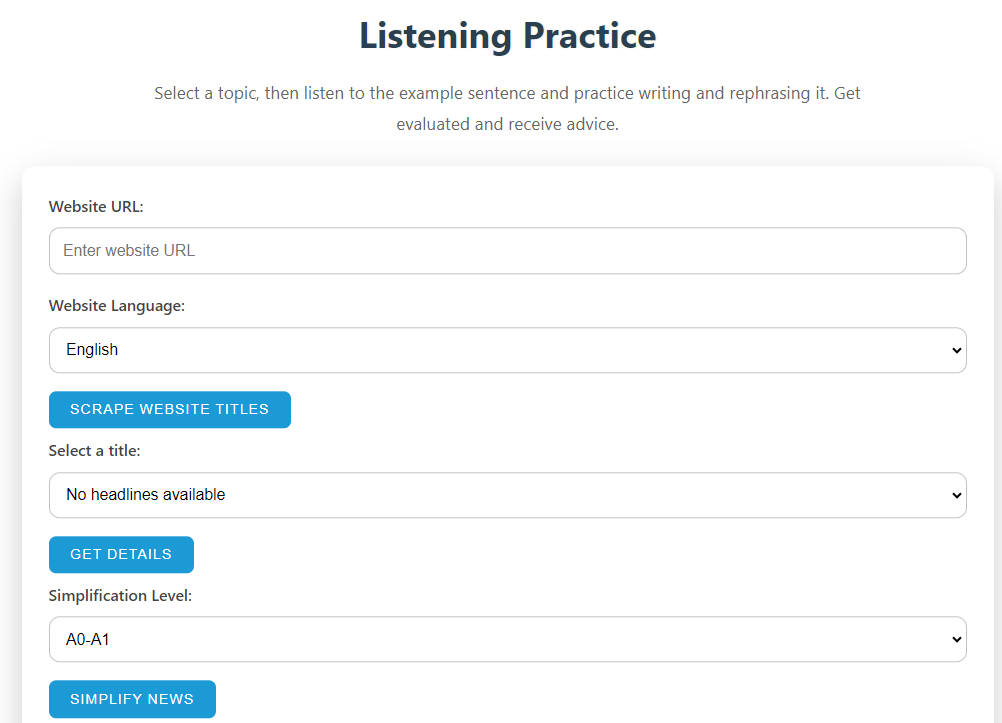 Listening Practice
Select a topic, then listen to the example sentence and practice writing and rephrasing it. Get
evaluated and receive advice.
Website URL:
Enter website URL
Website Language:
English
SCRAPE WEBSITE TITLES
Select a title:
No headlines available
GET DETAILS
Simplification Level:
A0-A1
SIMPLIFY NEWS